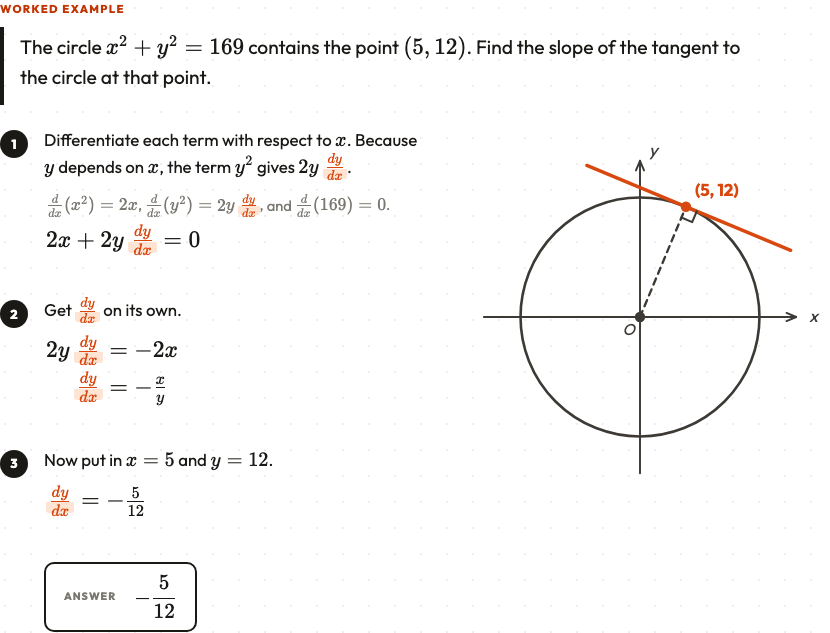 WORKED EXAMPLE
The circle x² + y² = 169 contains the point (5, 12). Find the slope of the tangent to
the circle at that point.
1 Differentiate each term with respect to x. Because
y depends on x, the term y² gives 2y dy/dx.
d/dx(x²) = 2x, d/dx(y²) = 2y dy/dx, and d/dx(169) = 0.
2x + 2y dy/dx = 0
2 Get dy/dx on its own.
2y dy/dx = −2x
dy/dx = −x/y
3 Now put in x = 5 and y = 12.
dy/dx = −5/12
ANSWER −5/12
y
(5, 12)
x
O